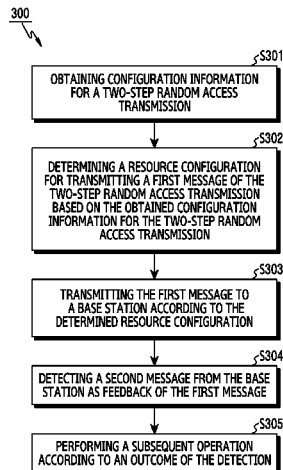 300
S301
OBTAINING CONFIGURATION INFORMATION
FOR A TWO-STEP RANDOM ACCESS
TRANSMISSION
S302
DETERMINING A RESOURCE CONFIGURATION
FOR TRANSMITTING A FIRST MESSAGE OF THE
TWO-STEP RANDOM ACCESS TRANSMISSION
BASED ON THE OBTAINED CONFIGURATION
INFORMATION FOR THE TWO-STEP RANDOM
ACCESS TRANSMISSION
S303
TRANSMITTING THE FIRST MESSAGE TO
A BASE STATION ACCORDING TO THE
DETERMINED RESOURCE CONFIGURATION
S304
DETECTING A SECOND MESSAGE FROM THE BASE
STATION AS FEEDBACK OF THE FIRST MESSAGE
S305
PERFORMING A SUBSEQUENT OPERATION
ACCORDING TO AN OUTCOME OF THE DETECTION